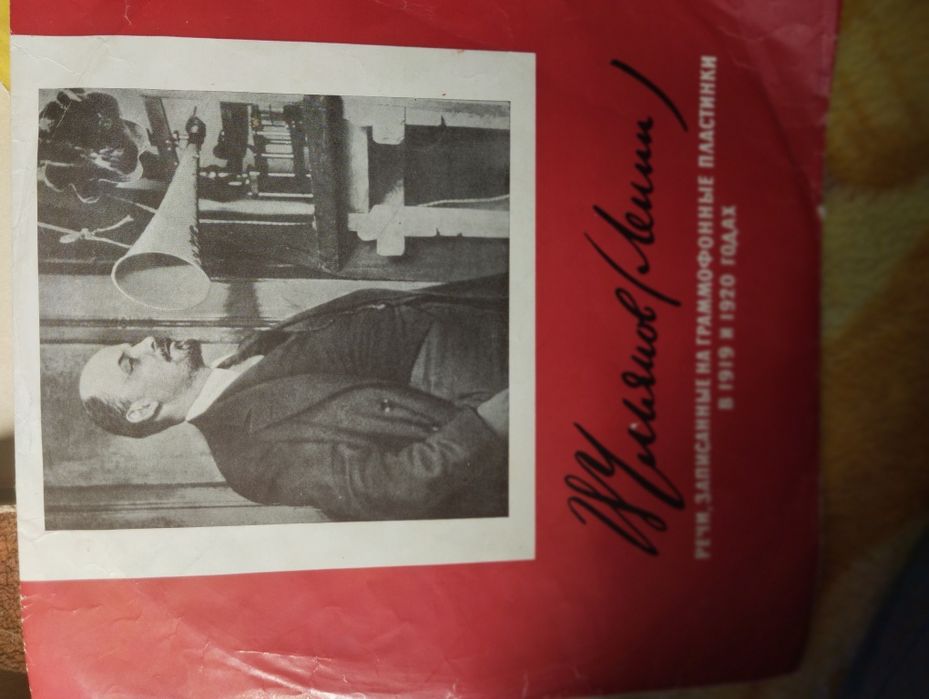 В Ульянов (Ленин)
РЕЧИ, ЗАПИСАННЫЕ НА ГРАММОФОННЫЕ ПЛАСТИНКИ
В 1919 И 1920 ГОДАХ